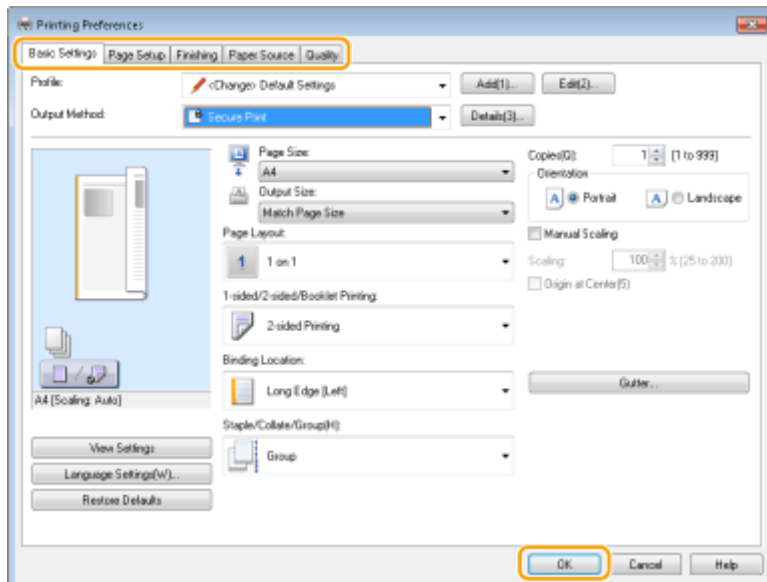 Printing Preferences
Basic Settings Page Setup Finishing Paper Source Quality
Profile: <Change> Default Settings Add(1)... Edit(2)...
Output Method: Secure Print Details(3)...
Page Size:
A4
Output Size:
Match Page Size
Page Layout:
1 1 on 1
1-sided/2-sided/Booklet Printing:
2-sided Printing
Binding Location:
Long Edge [Left]
Staple/Collate/Group(H):
Group
Copies(Q): 1 [1 to 999]
Orientation
A Portrait A Landscape
Manual Scaling
Scaling: 100 % [25 to 200]
Origin at Center(5)
Gutter...
A4 [Scaling: Auto]
View Settings
Language Settings(W)...
Restore Defaults
OK Cancel Help